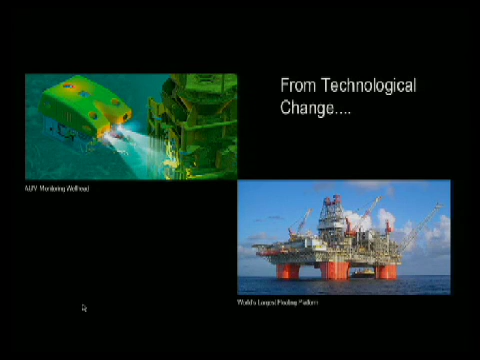 From Technological
Change....
AUV Monitoring Wellhead
World's Largest Floating Platform